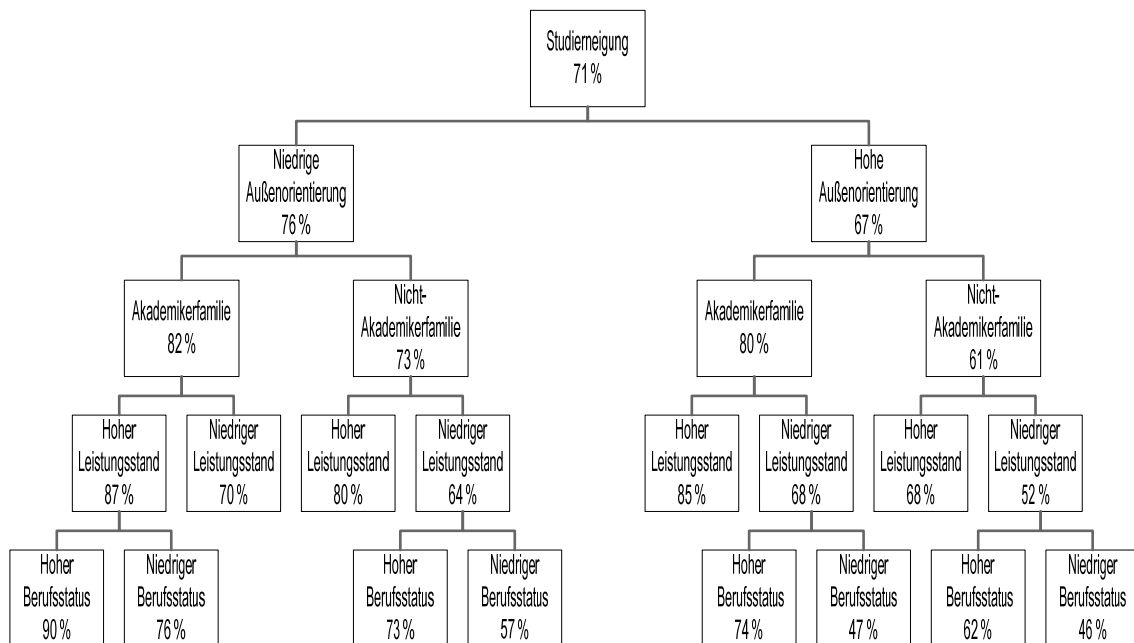 Studierneigung
71 %
Niedrige
Außenorientierung
76 %
Hohe
Außenorientierung
67 %
Akademikerfamilie
82 %
Nicht-
Akademikerfamilie
73 %
Akademikerfamilie
80 %
Nicht-
Akademikerfamilie
61 %
Hoher
Leistungsstand
87 %
Niedriger
Leistungsstand
70 %
Hoher
Leistungsstand
80 %
Niedriger
Leistungsstand
64 %
Hoher
Leistungsstand
85 %
Niedriger
Leistungsstand
68 %
Hoher
Leistungsstand
68 %
Niedriger
Leistungsstand
52 %
Hoher
Berufsstatus
90 %
Niedriger
Berufsstatus
76 %
Hoher
Berufsstatus
73 %
Niedriger
Berufsstatus
57 %
Hoher
Berufsstatus
74 %
Niedriger
Berufsstatus
47 %
Hoher
Berufsstatus
62 %
Niedriger
Berufsstatus
46 %